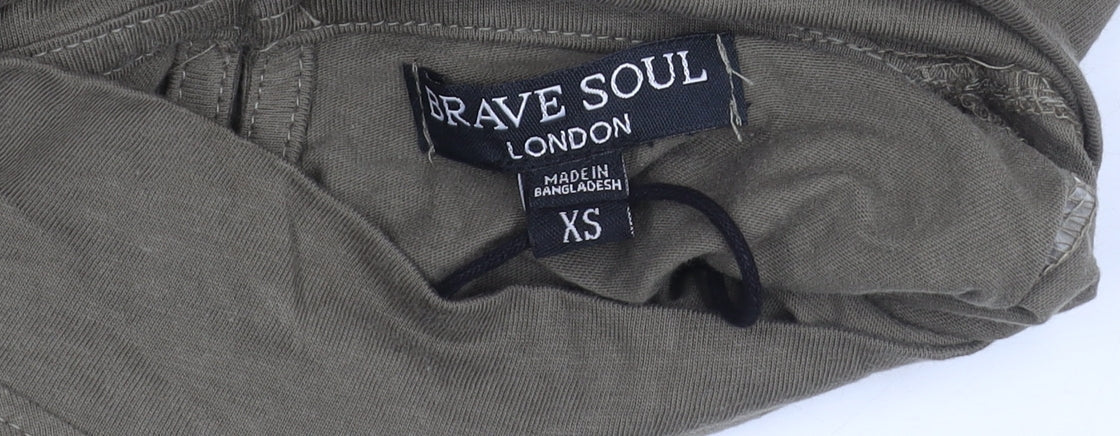 BRAVE SOUL
LONDON
MADE IN
BANGLADESH
XS